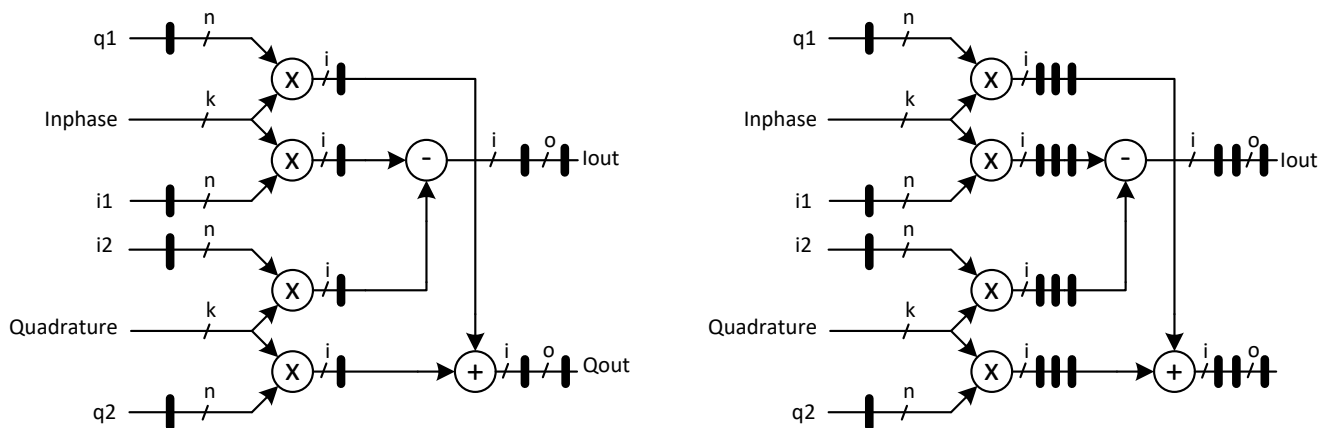 q1 n
X i
Inphase k
X i - i o Iout
i1 n
i2 n
X i
Quadrature k
X i + i o Qout
q2 n
q1 n
X i
Inphase k
X i - i o Iout
i1 n
i2 n
X i
Quadrature k
X i + i o
q2 n